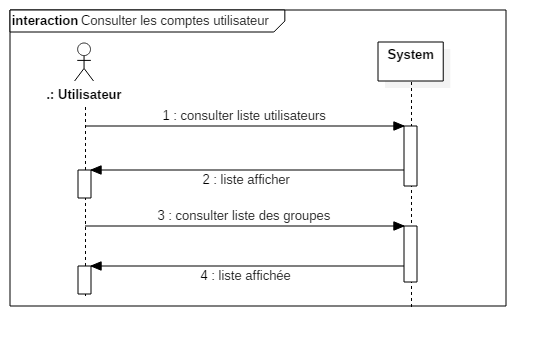 interaction Consulter les comptes utilisateur
System
.: Utilisateur
1 : consulter liste utilisateurs
2 : liste afficher
3 : consulter liste des groupes
4 : liste affichée